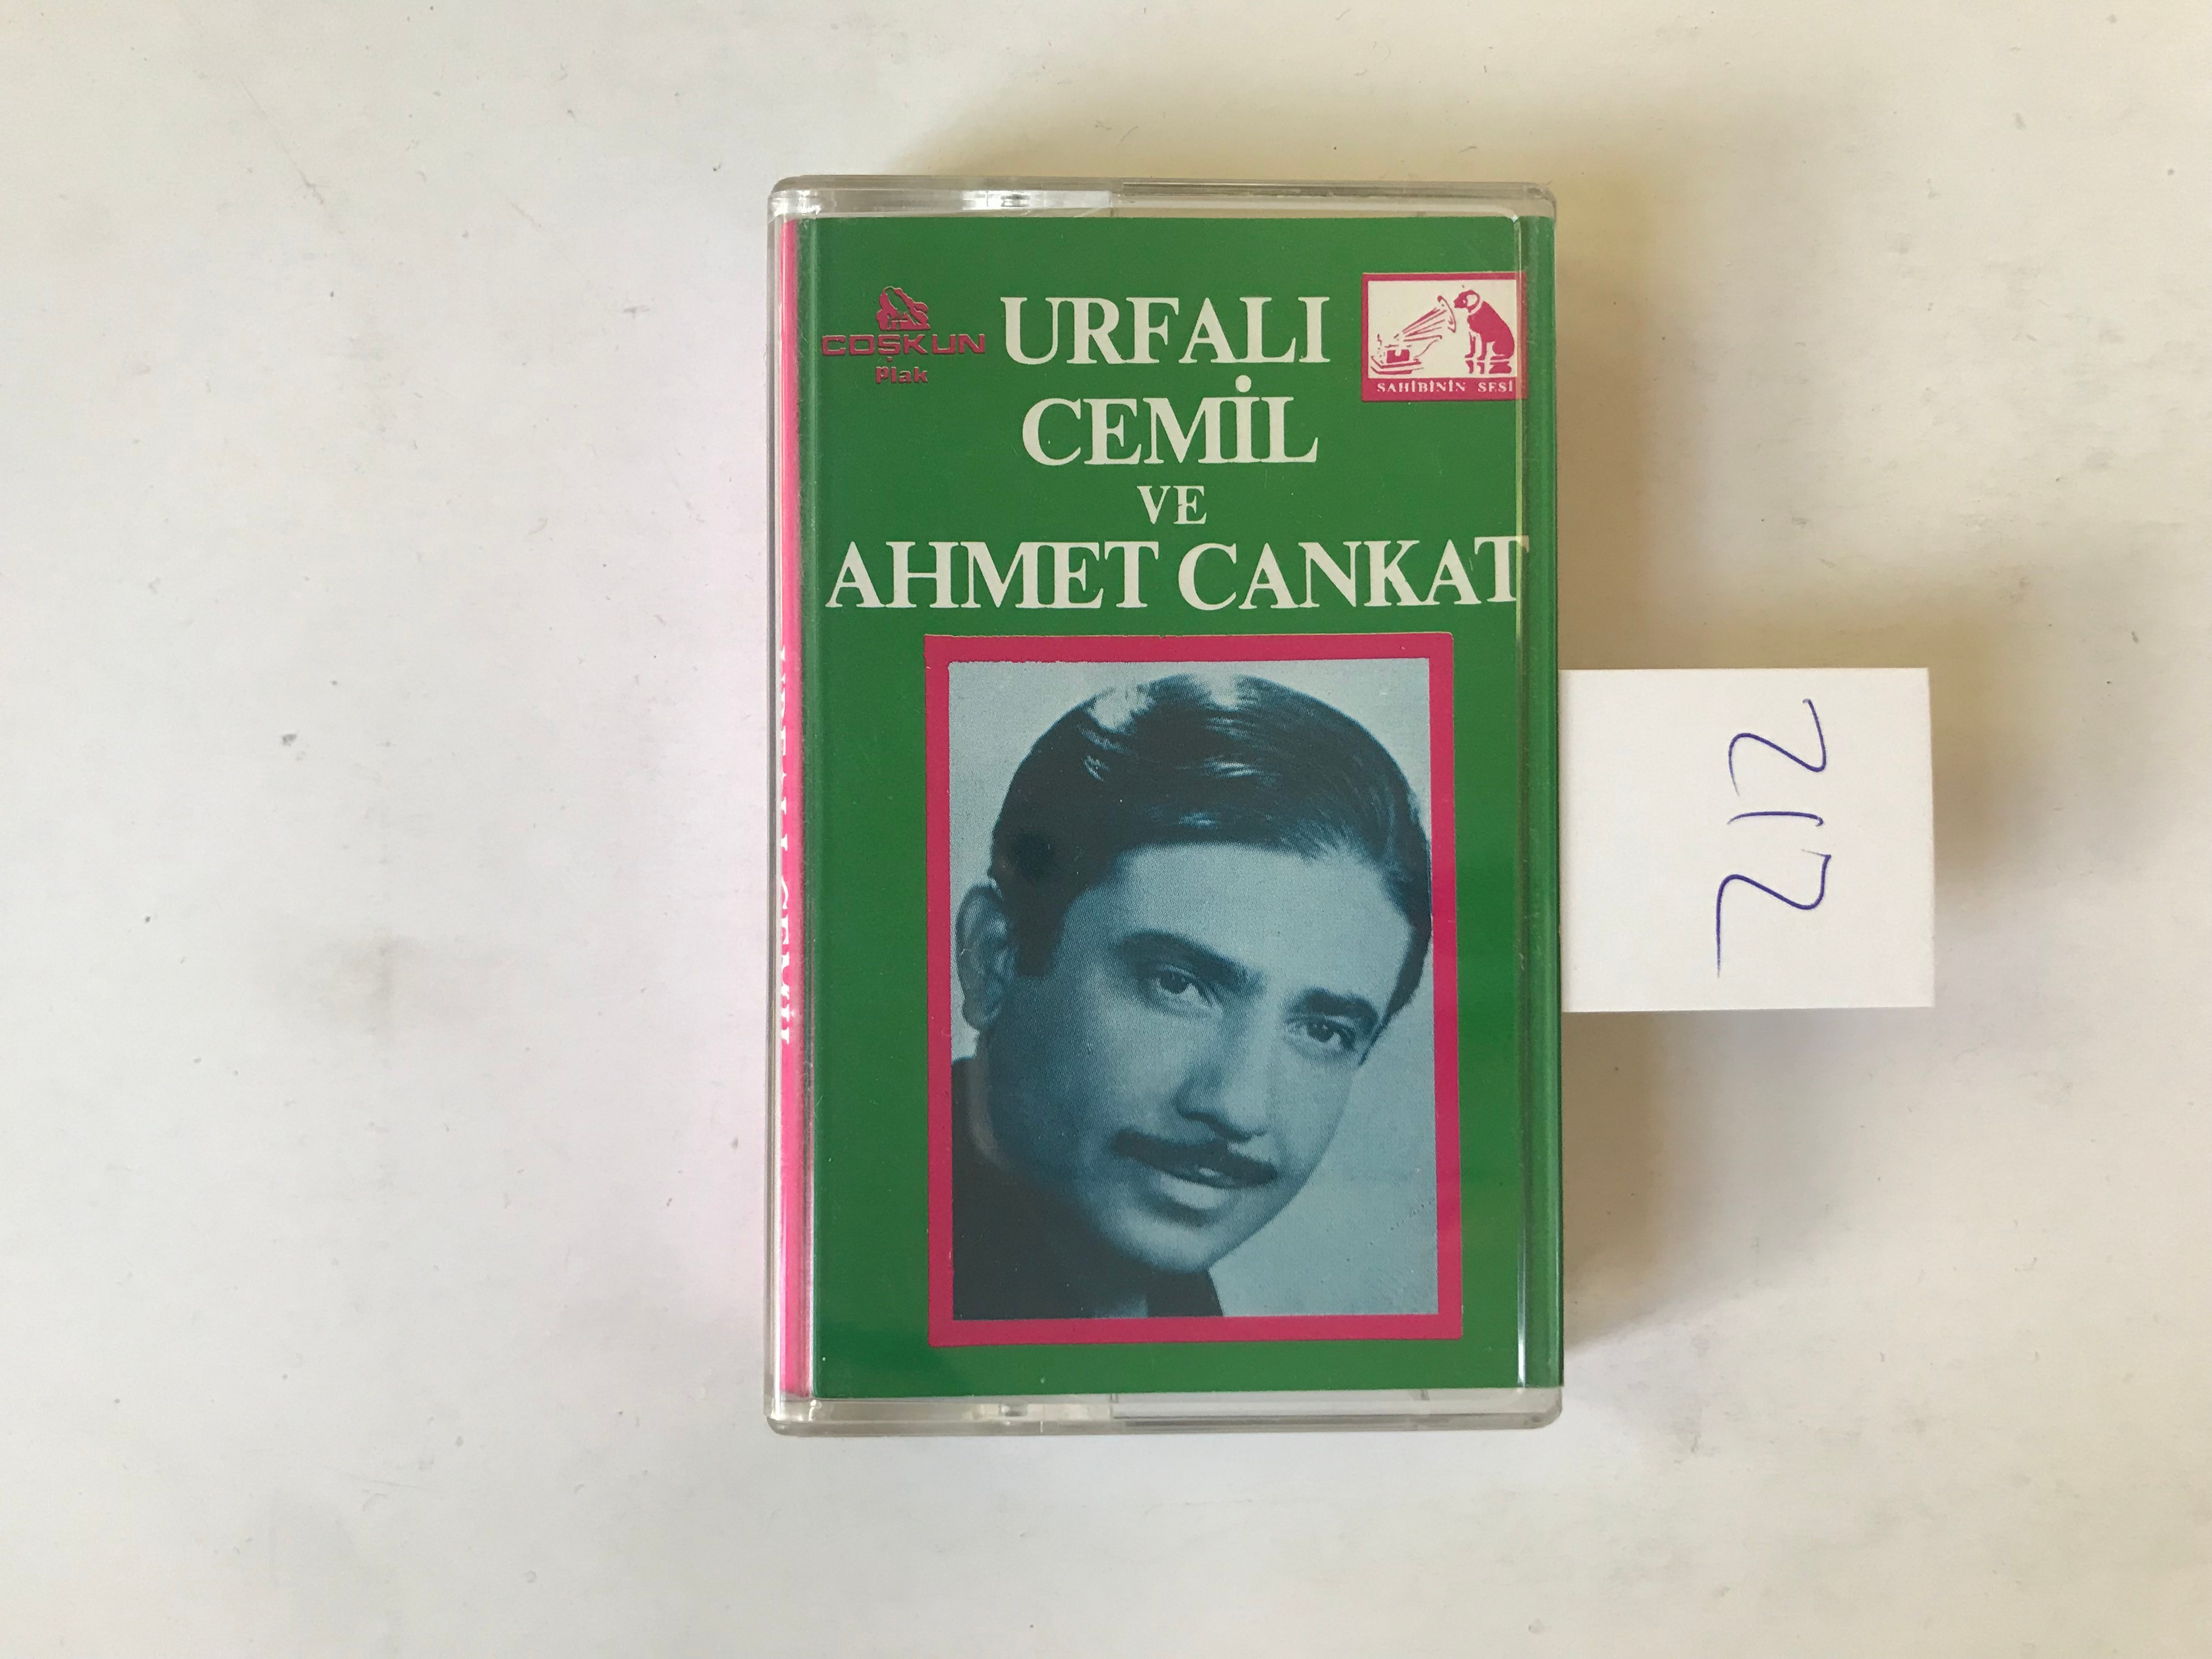 COŞKUN
Plak
URFALI
CEMİL
VE
AHMET CANKAT
SAHİBİNİN SESİ
212